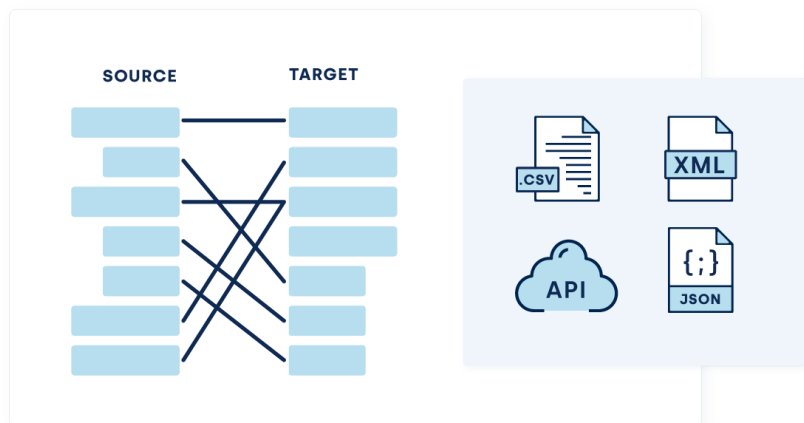 SOURCE
TARGET
.CSV
XML
API
{;}
JSON